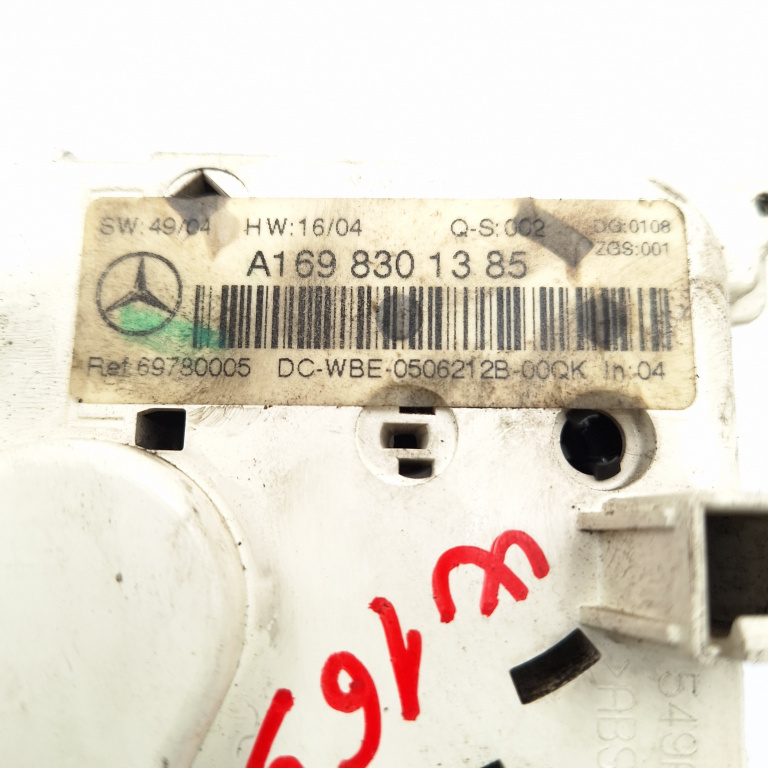 SW:49/04 HW:16/04 Q-S:002 DG:0108
ZGS:001
A169 830 13 85
Ref.69780005 DC-WBE-0506212B-00QK In:04
W169